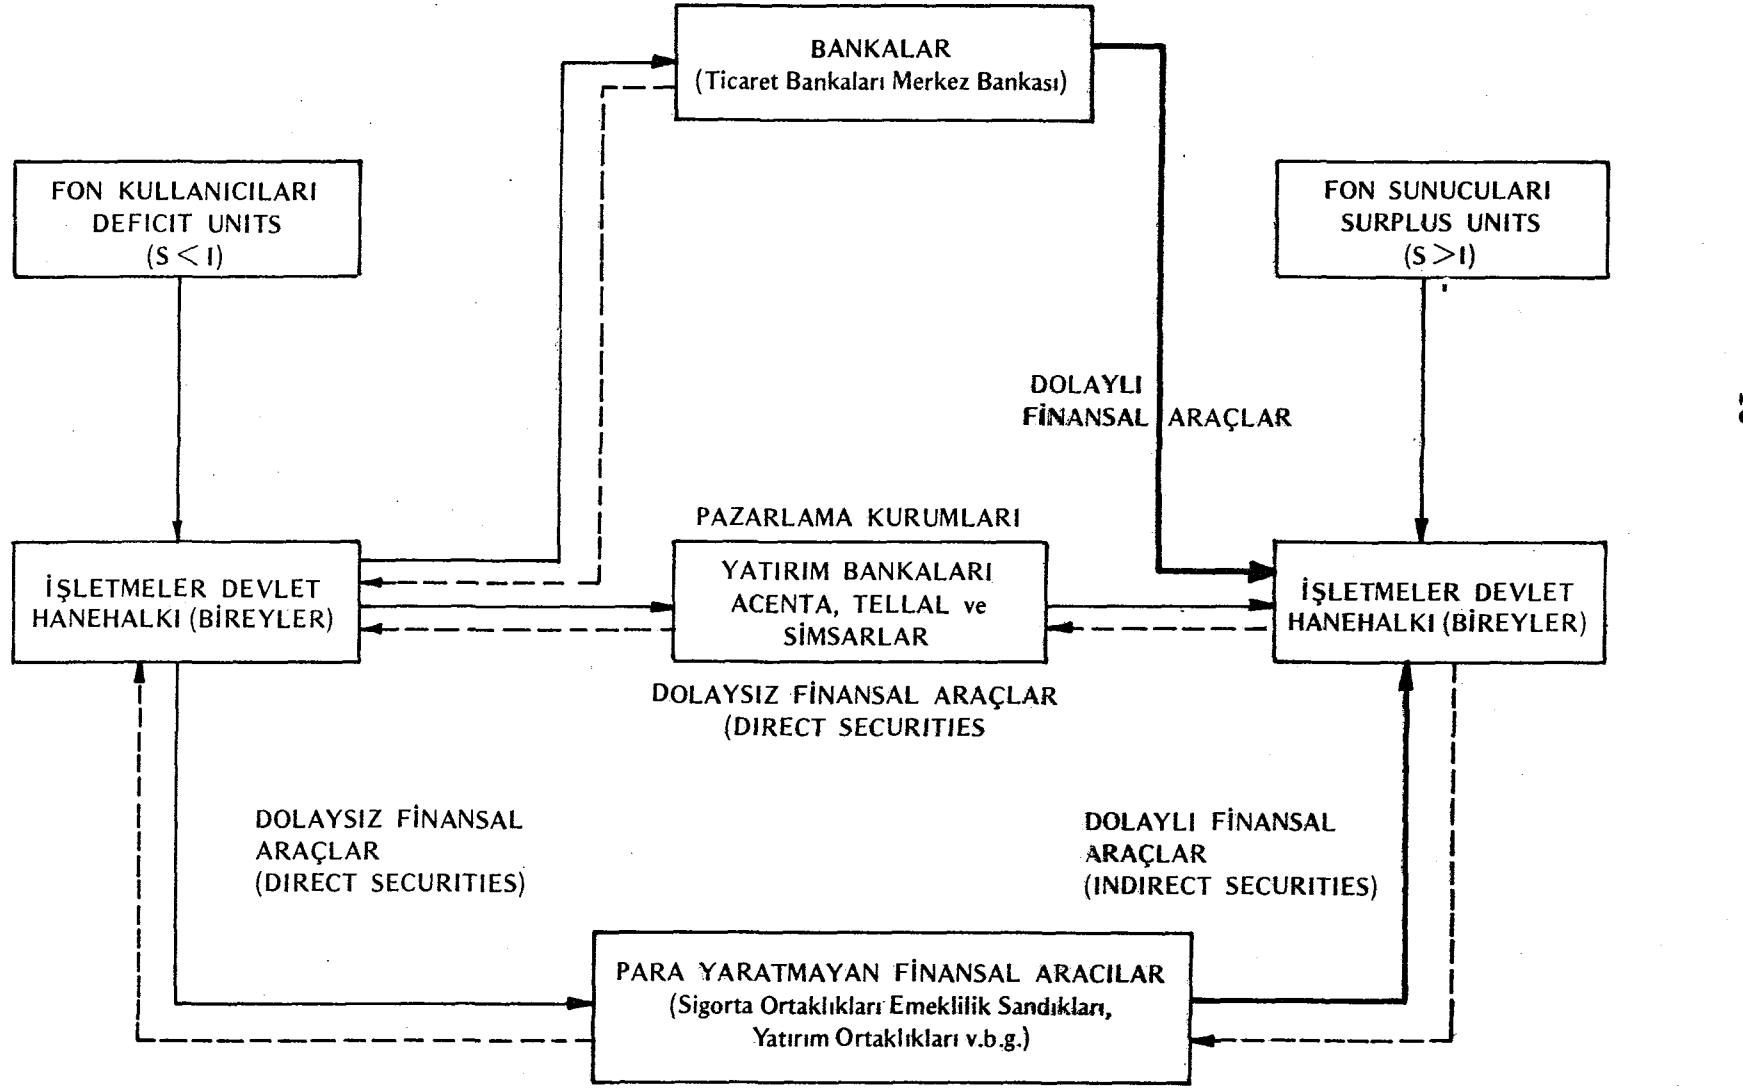 BANKALAR
(Ticaret Bankaları Merkez Bankası)
FON KULLANICILARI
DEFICIT UNITS
(S < I)
FON SUNUCULARI
SURPLUS UNITS
(S > I)
DOLAYLI
FİNANSAL ARAÇLAR
PAZARLAMA KURUMLARI
İŞLETMELER DEVLET
HANEHALKI (BİREYLER)
YATIRIM BANKALARI
ACENTA, TELLAL ve
SİMSARLAR
İŞLETMELER DEVLET
HANEHALKI (BİREYLER)
DOLAYSIZ FİNANSAL ARAÇLAR
(DIRECT SECURITIES
DOLAYSIZ FİNANSAL
ARAÇLAR
(DIRECT SECURITIES)
DOLAYLI FİNANSAL
ARAÇLAR
(INDIRECT SECURITIES)
PARA YARATMAYAN FİNANSAL ARACILAR
(Sigorta Ortaklıkları Emeklilik Sandıkları,
Yatırım Ortaklıkları v.b.g.)